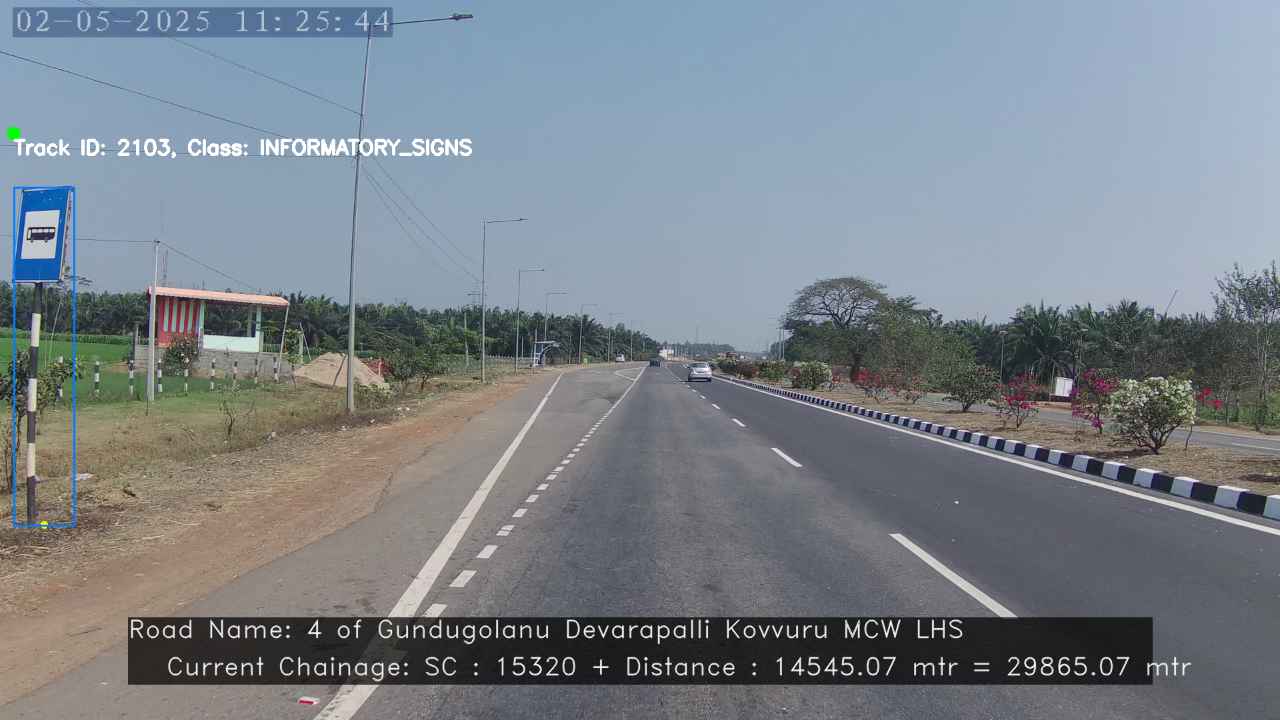 02-05-2025 11:25:44
Track ID: 2103, Class: INFORMATORY_SIGNS
Road Name: 4 of Gundugolanu Devarapalli Kovvuru MCW LHS
Current Chainage: SC : 15320 + Distance : 14545.07 mtr = 29865.07 mtr